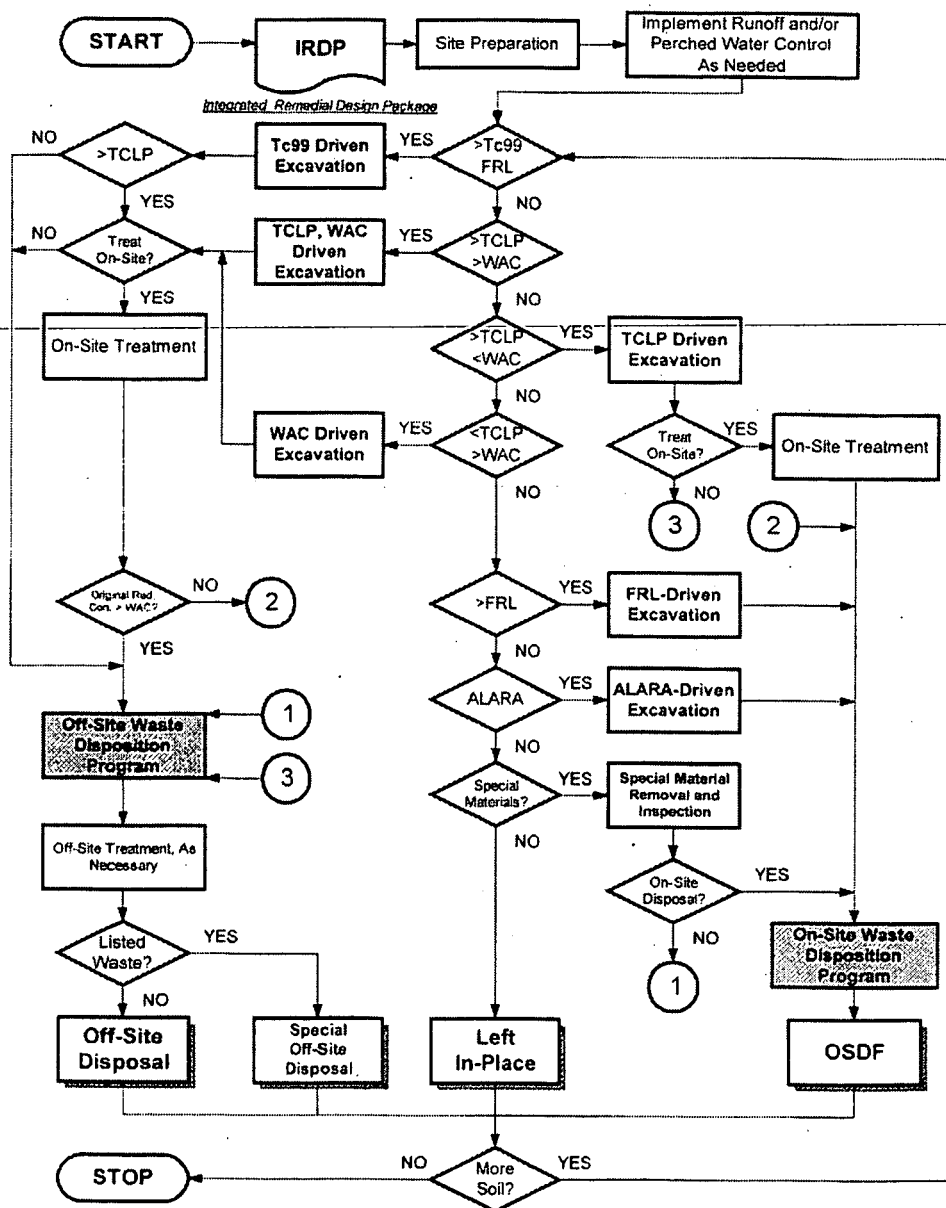 START
IRDP
Site Preparation
Implement Runoff and/or
Perched Water Control
As Needed
Integrated Remedial Design Package
NO
>TCLP
Tc99 Driven
Excavation
YES
>Tc99
FRL
YES
NO
NO
Treat
On-Site?
TCLP, WAC
Driven
Excavation
YES
>TCLP
>WAC
YES
NO
On-Site Treatment
>TCLP
<WAC
YES
TCLP Driven
Excavation
NO
WAC Driven
Excavation
YES
<TCLP
>WAC
Treat
On-Site?
YES
On-Site Treatment
NO
NO
3
2
Original Rad.
Con. > WAC?
NO
2
>FRL
YES
FRL-Driven
Excavation
YES
NO
ALARA
YES
ALARA-Driven
Excavation
1
Off-Site Waste
Disposition
Program
NO
3
Special
Materials?
YES
Special Material
Removal and
Inspection
NO
Off-Site Treatment, As
Necessary
On-Site
Disposal?
YES
Listed
Waste?
YES
NO
On-Site Waste
Disposition
Program
NO
1
Off-Site
Disposal
Special
Off-Site
Disposal
Left
In-Place
OSDF
STOP
NO
More
Soil?
YES